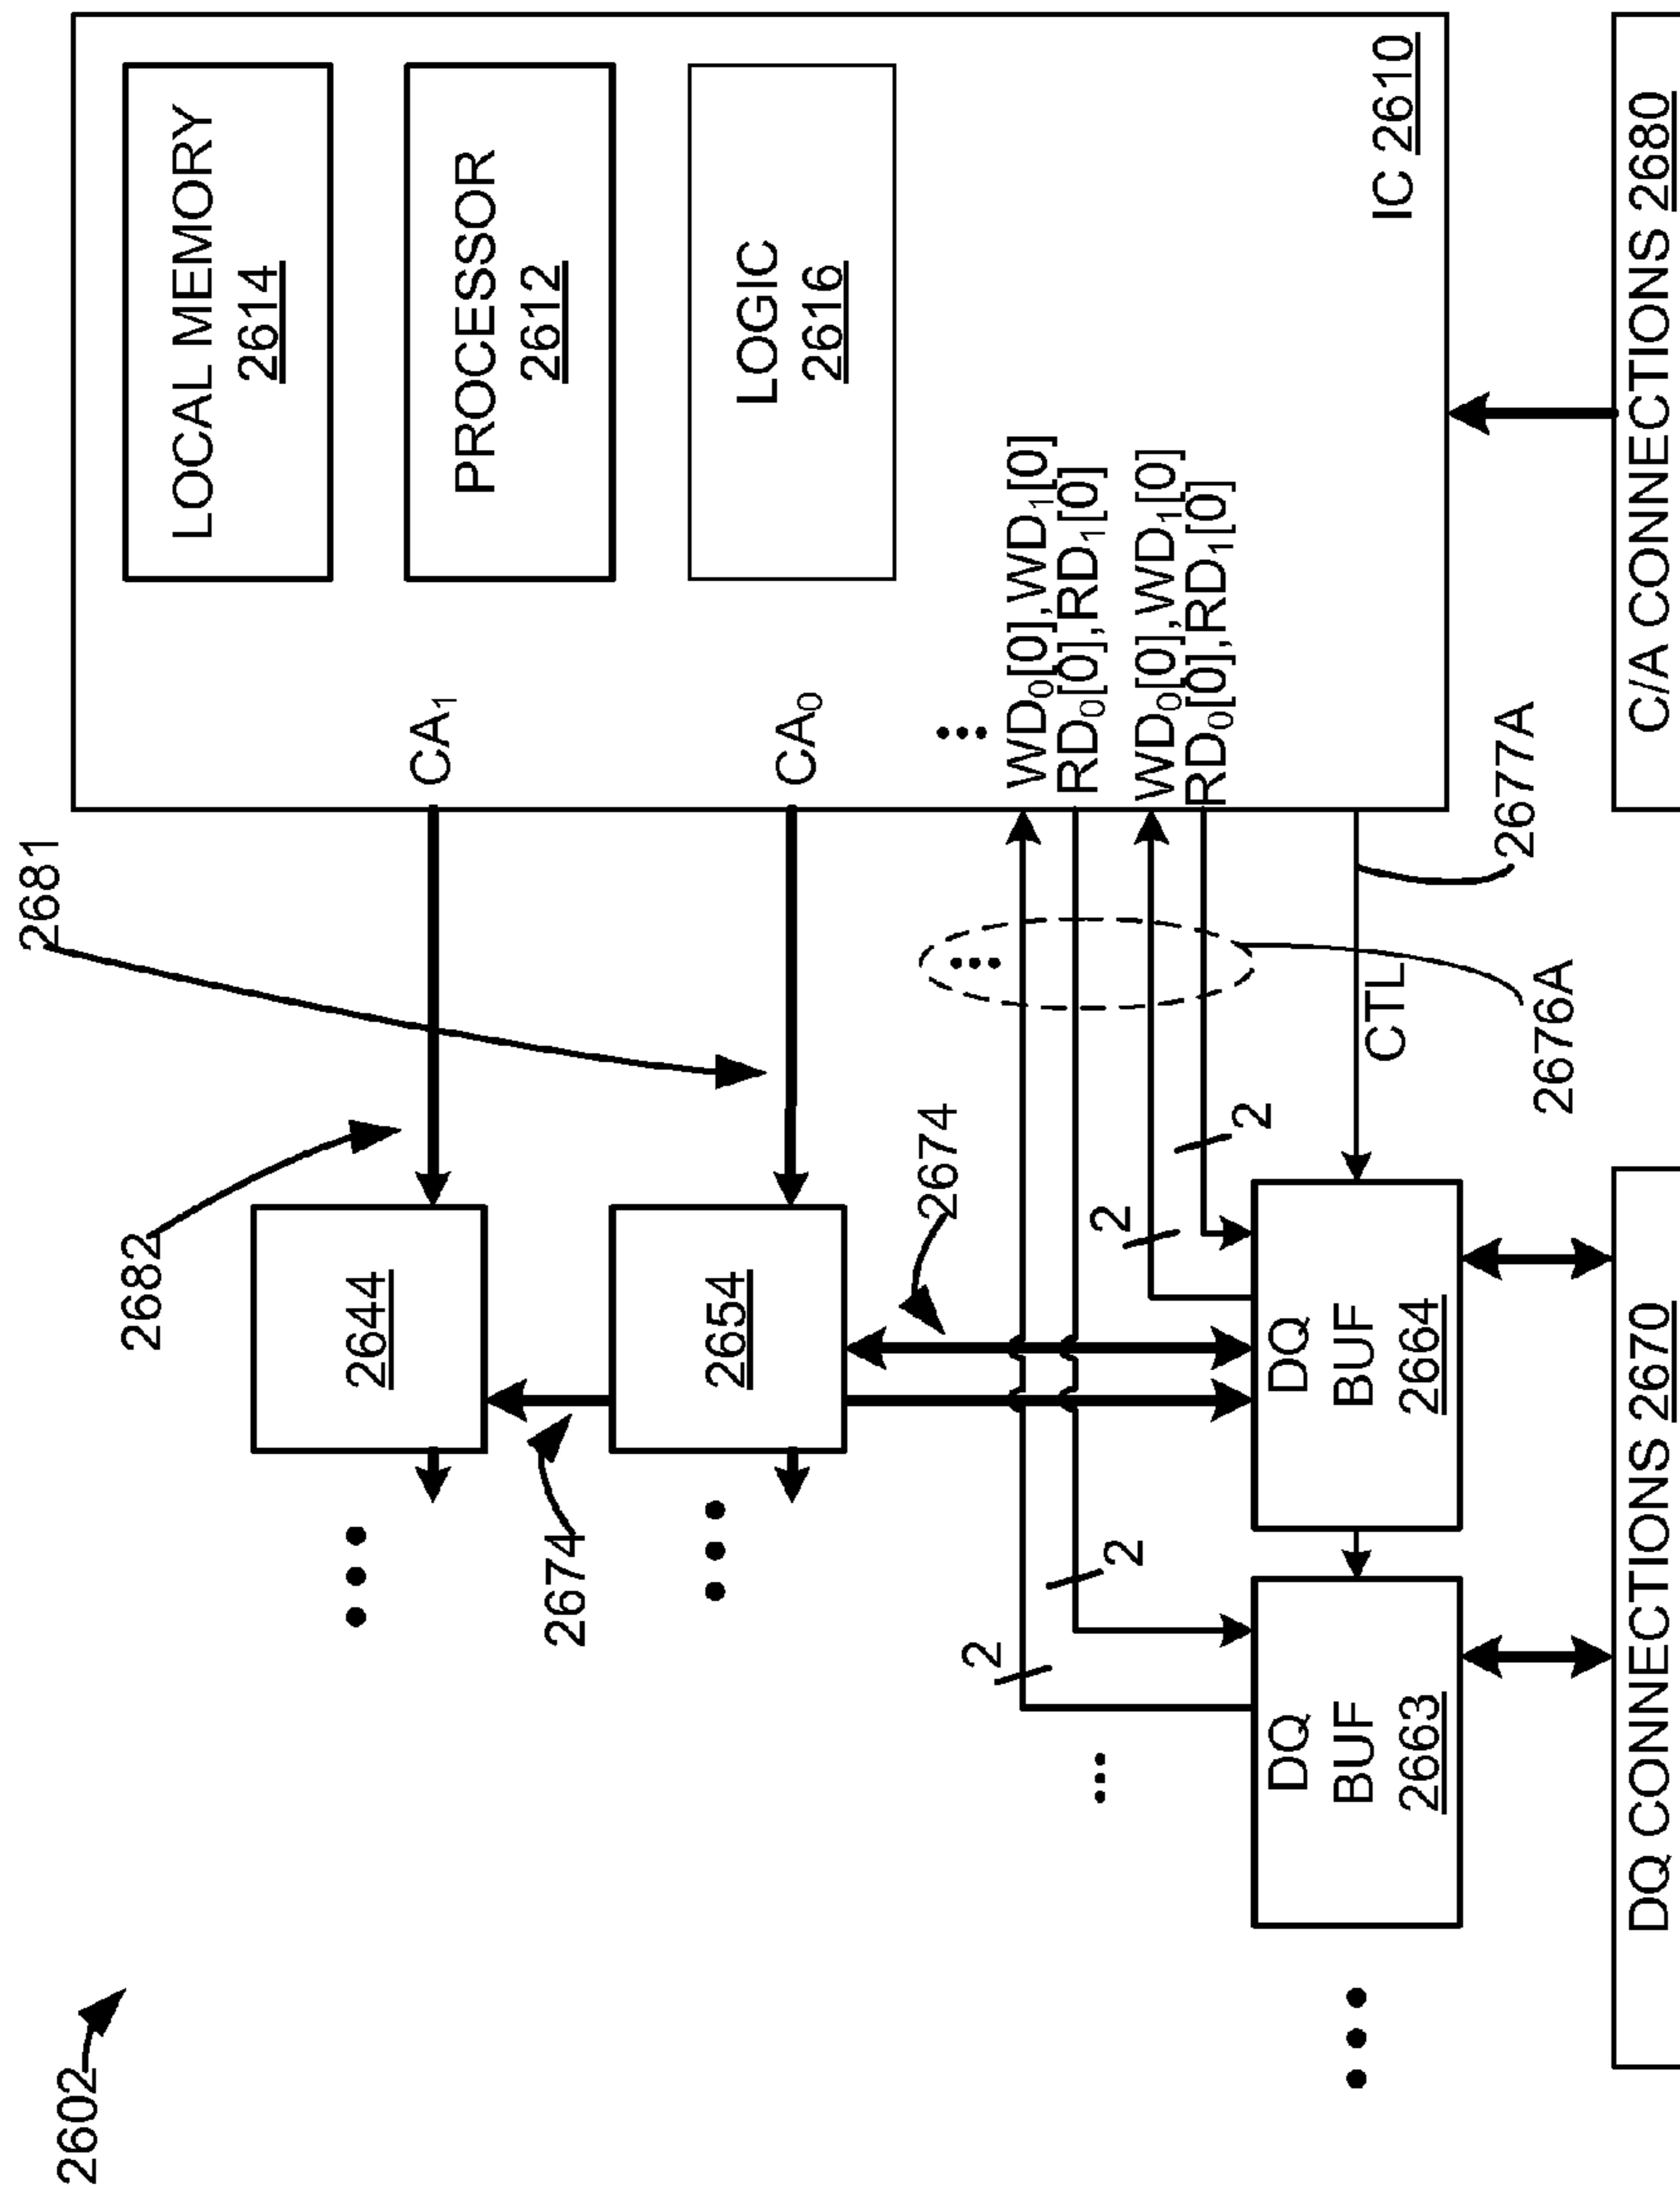 2602
2681
2682
LOCAL MEMORY
2614
PROCESSOR
2612
LOGIC
2616
CA₁
CA₀
2644
2654
2674
2674
WD₀[0],WD₁[0]
RD₀[0],RD₁[0]
WD₀[0],WD₁[0]
RD₀[0],RD₁[0]
2
2
2
2
CTL
2676A
2677A
IC 2610
DQ
BUF
2663
DQ
BUF
2664
DQ CONNECTIONS 2670
C/A CONNECTIONS 2680